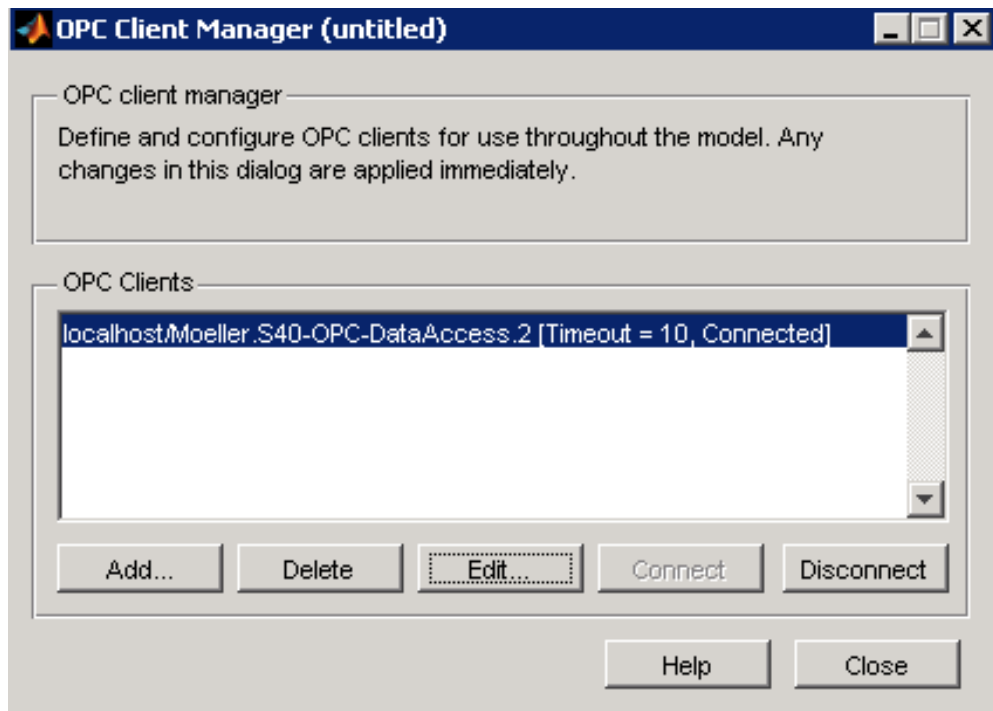 OPC Client Manager (untitled)
OPC client manager
Define and configure OPC clients for use throughout the model. Any
changes in this dialog are applied immediately.
OPC Clients
localhost/Moeller.S40-OPC-DataAccess.2 [Timeout = 10, Connected]
Add... Delete Edit... Connect Disconnect
Help Close